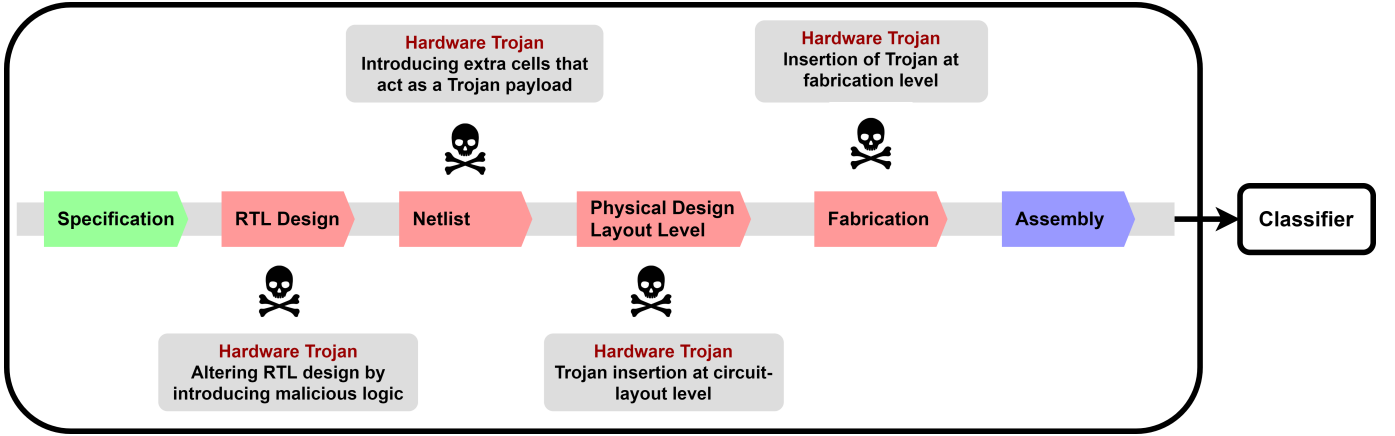 Hardware Trojan
Introducing extra cells that
act as a Trojan payload
Hardware Trojan
Insertion of Trojan at
fabrication level
Specification
RTL Design
Netlist
Physical Design
Layout Level
Fabrication
Assembly
Classifier
Hardware Trojan
Altering RTL design by
introducing malicious logic
Hardware Trojan
Trojan insertion at circuit-
layout level